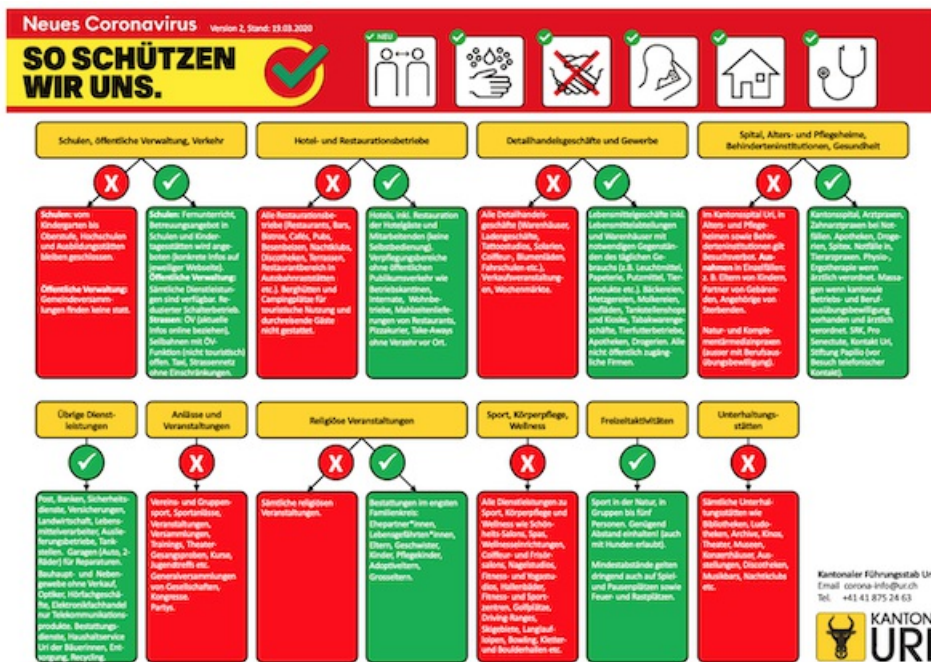 Neues Coronavirus Version 2, Stand: 19.03.2020
SO SCHÜTZEN
WIR UNS.
NEU
Schulen, öffentliche Verwaltung, Verkehr
Hotel- und Restaurationsbetriebe
Detailhandelsgeschäfte und Gewerbe
Spital, Alters- und Pflegeheime,
Behinderteninstitutionen, Gesundheit
Schulen: vom
Kindergarten bis
Oberstufe, Hochschulen
und Ausbildungsstätten
bleiben geschlossen.
Öffentliche Verwaltung:
Gemeindeversamm-
lungen finden keine statt.
Schulen: Fernunterricht,
Betreuungsangebot in
Schulen und Kinder-
tagesstätten wird ange-
boten (konkrete Infos auf
jeweiliger Webseite).
Öffentliche Verwaltung:
Sämtliche Dienstleistun-
gen sind verfügbar. Re-
duzierter Schalterbetrieb.
Strassen: ÖV (aktuelle
Infos online beziehen),
Seilbahnen mit ÖV-
Funktion (nicht touristisch)
offen. Taxi, Strassennetz
ohne Einschränkungen.
Alle Restaurationsbe-
triebe (Restaurants, Bars,
Bistros, Cafés, Pubs,
Besenbeizen, Nachtklubs,
Discotheken, Terrassen,
Restaurantbereich in
Autobahnraststätten
etc.). Berghütten und
Campingplätze für
touristische Nutzung und
durchreisende Gäste
nicht gestattet.
Hotels, inkl. Restauration
der Hotelgäste und
Mitarbeitenden (keine
Selbstbedienung).
Verpflegungsbereiche
ohne öffentlichen
Publikumsverkehr wie
Betriebskantinen,
Internate, Wohnbe-
triebe, Mahlzeitenliefe-
rungen von Restaurants,
Pizzakurier, Take-Aways
ohne Verzehr vor Ort.
Alle Detailhandels-
geschäfte (Warenhäuser,
Ladengeschäfte,
Tattoostudios, Solarien,
Coiffeur-, Blumenläden,
Fahrschulen etc.),
Verkaufsveranstaltun-
gen, Wochenmärkte.
Lebensmittelgeschäfte inkl.
Lebensmittelabteilungen
und Warenhäuser mit
notwendigen Gegenstän-
den des täglichen Ge-
brauchs (z.B. Leuchtmittel,
Papeterie, Putzmittel, Tier-
produkte etc.). Bäckereien,
Metzgereien, Molkereien,
Hofläden, Tankstellenshops
und Kioske, Tabakwarenge-
schäfte, Tierfutterbetriebe,
Apotheken, Drogerien. Alle
nicht öffentlich zugäng-
liche Firmen.
Im Kantonsspital Uri, in
Alters- und Pflege-
heimen sowie Behinder-
teninstitutionen gilt
Besuchsverbot. Aus-
nahmen in Einzelfällen:
z. B. Eltern von Kindern,
Partner von Gebären-
den, Angehörige von
Sterbenden.
Natur- und Komple-
mentärmedizinpraxen
(ausser mit Berufsaus-
übungsbewilligung).
Kantonsspital, Arztpraxen,
Zahnarztpraxen bei Not-
fällen. Apotheken, Droge-
rien, Spitex. Notfälle in
Tierarztpraxen. Physio-,
Ergotherapie wenn
ärztlich verordnet. Massa-
gen wenn kantonale
Betriebs- und Beruf-
ausübungsbewilligung
vorhanden und ärztlich
verordnet. SRK, Pro
Senectute, Kontakt Uri,
Stiftung Papilio (vor
Besuch telefonischer
Kontakt).
Übrige Dienst-
leistungen
Anlässe und
Veranstaltungen
Religiöse Veranstaltungen
Sport, Körperpflege,
Wellness
Freizeitaktivitäten
Unterhaltungs-
stätten
Post, Banken, Sicherheits-
dienste, Versicherungen,
Landwirtschaft, Lebens-
mittelverarbeiter, Auslie-
ferungsbetriebe, Tank-
stellen. Garagen (Auto, 2-
Räder) für Reparaturen.
Bauhaupt- und Neben-
gewebe ohne Verkauf,
Optiker, Hörfachgeschä-
fte, Elektronikfachhandel
nur Telekommunikations-
produkte. Bestattungs-
dienste, Haushaltservice
Uri der Bäuerinnen, Ent-
sorgung, Recycling.
Vereins- und Gruppen-
sport, Sportanlässe,
Veranstaltungen,
Versammlungen,
Trainings, Theater-
Gesangsproben, Kurse,
Jugendtreffs etc.
Generalversammlungen
von Gesellschaften,
Kongresse.
Partys.
Sämtliche religiösen
Veranstaltungen.
Bestattungen im engsten
Familienkreis:
Ehepartner*innen,
Lebensgefährten*innen,
Eltern, Geschwister,
Kinder, Pflegekinder,
Adoptiveltern,
Grosseltern.
Alle Dienstleistungen zu
Sport, Körperpflege und
Wellness wie Schön-
heits-Salons, Spas,
Wellnesseinrichtungen,
Coiffeur- und Frisör-
salons, Nagelstudios,
Fitness- und Yogastu-
dios, Hallenbäder,
Fitness- und Sport-
zentren, Golfplätze,
Driving-Ranges,
Skigebiete, Langlauf-
loipen, Bowling, Kletter-
und Boulderhallen etc.
Sport in der Natur, in
Gruppen bis fünf
Personen. Genügend
Abstand einhalten! (auch
mit Hunden erlaubt).
Mindestabstände gelten
dringend auch auf Spiel-
und Pausenplätzen sowie
Feuer- und Rastplätzen.
Sämtliche Unterhal-
tungsstätten wie
Bibliotheken, Ludo-
theken, Archive, Kinos,
Theater, Museen,
Konzerthäuser, Aus-
stellungen, Discotheken,
Musikbars, Nachtclubs
etc.
Kantonaler Führungsstab Uri
Email corona-info@ur.ch
Tel. +41 41 875 24 63
KANTON
URI